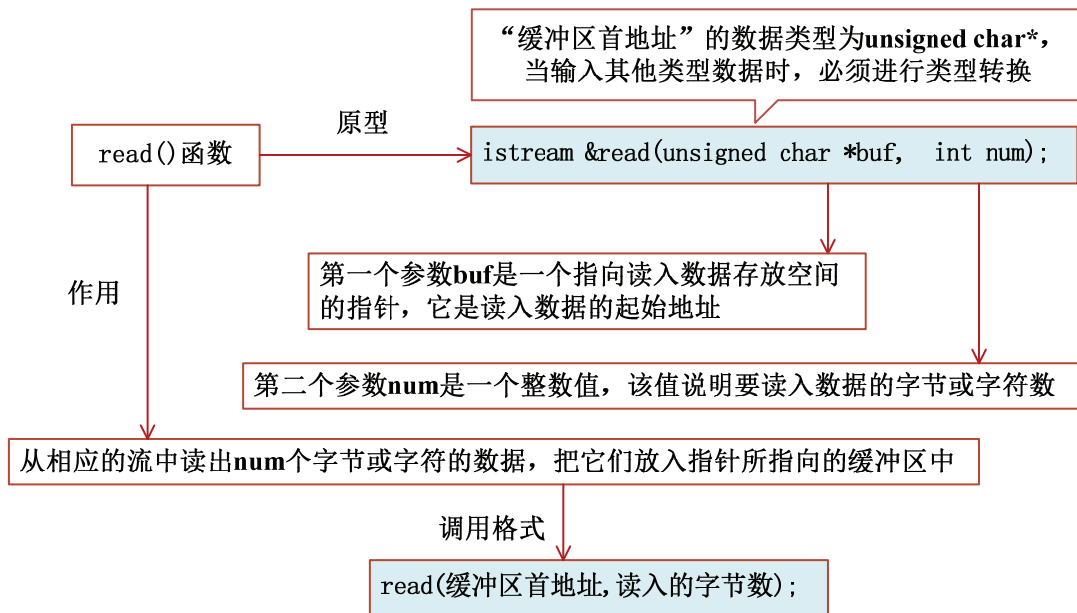 “缓冲区首地址”的数据类型为unsigned char*，
当输入其他类型数据时，必须进行类型转换
原型
read()函数
istream &read(unsigned char *buf, int num);
第一个参数buf是一个指向读入数据存放空间
的指针，它是读入数据的起始地址
作用
第二个参数num是一个整数值，该值说明要读入数据的字节或字符数
从相应的流中读出num个字节或字符的数据，把它们放入指针所指向的缓冲区中
调用格式
read(缓冲区首地址,读入的字节数);